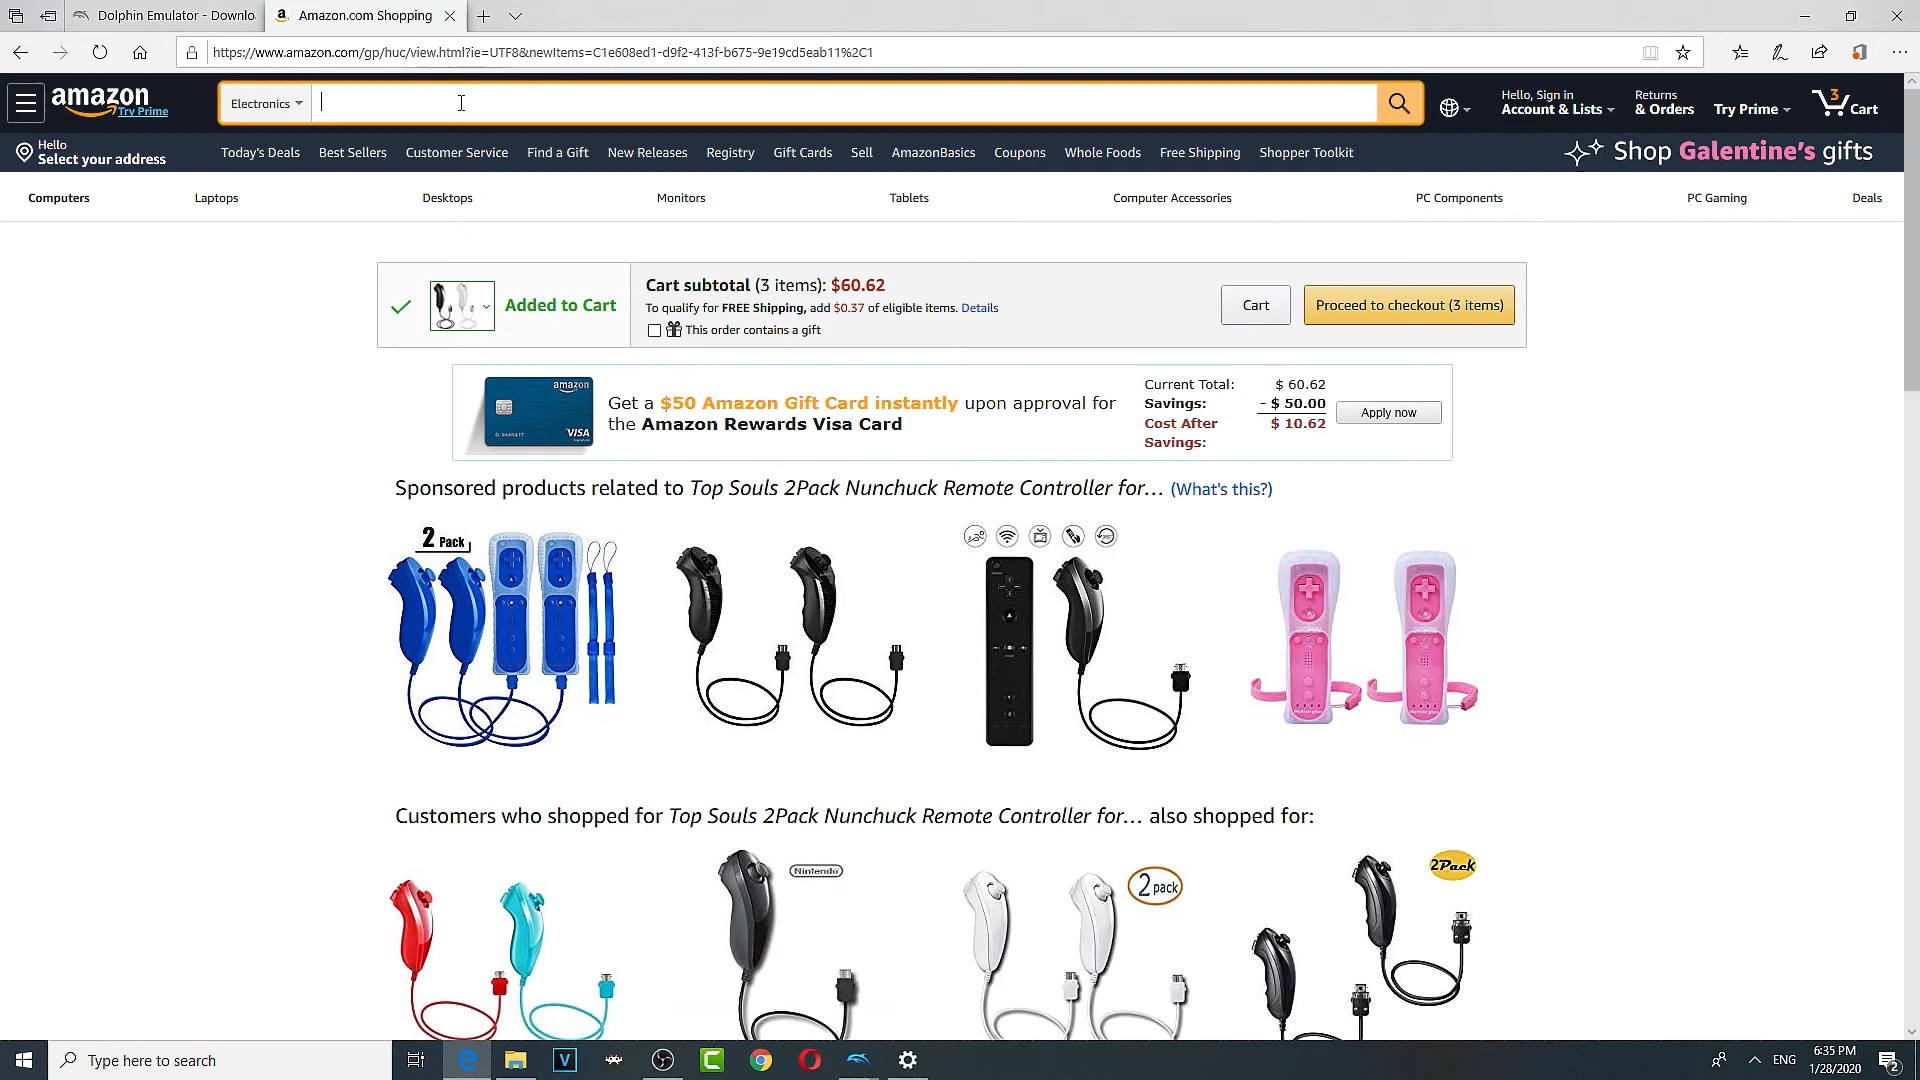 Dolphin Emulator - Downlo
Amazon.com Shopping
https://www.amazon.com/gp/huc/view.html?ie=UTF8&newItems=C1e608ed1-d9f2-413f-b675-9e19cd5eab11%2C1
amazon
Try Prime
Electronics
Hello, Sign in
Account & Lists
Returns
& Orders
Try Prime
3
Cart
Hello
Select your address
Today's Deals
Best Sellers
Customer Service
Find a Gift
New Releases
Registry
Gift Cards
Sell
AmazonBasics
Coupons
Whole Foods
Free Shipping
Shopper Toolkit
Shop Galentine's gifts
Computers
Laptops
Desktops
Monitors
Tablets
Computer Accessories
PC Components
PC Gaming
Deals
Added to Cart
Cart subtotal (3 items): $60.62
To qualify for FREE Shipping, add $0.37 of eligible items. Details
This order contains a gift
Cart
Proceed to checkout (3 items)
amazon
D. BARRETT
VISA
Signature
Get a $50 Amazon Gift Card instantly upon approval for
the Amazon Rewards Visa Card
Current Total: $ 60.62
Savings: - $ 50.00
Cost After $ 10.62
Savings:
Apply now
Sponsored products related to Top Souls 2Pack Nunchuck Remote Controller for… (What's this?)
2 Pack
Customers who shopped for Top Souls 2Pack Nunchuck Remote Controller for… also shopped for:
Nintendo
2 pack
2Pack
Type here to search
V
ENG
6:35 PM
1/28/2020
2